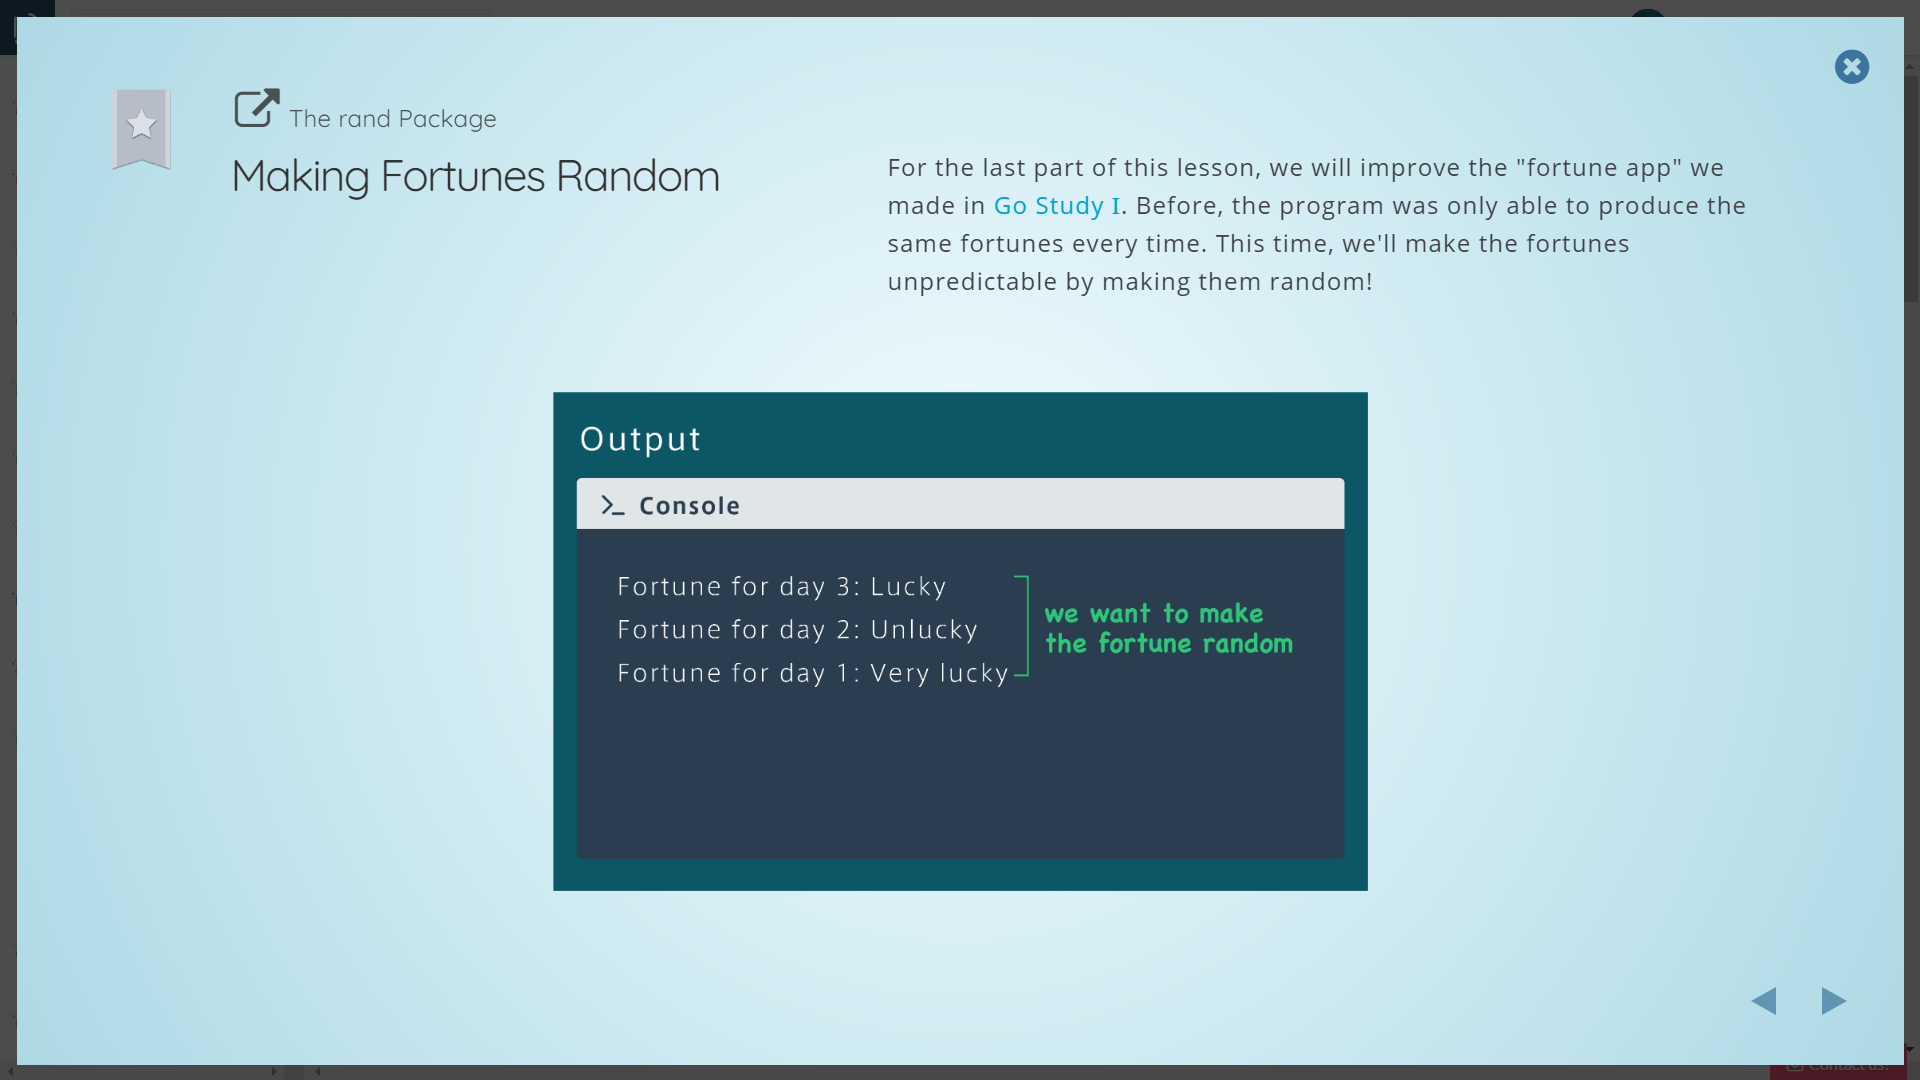 The rand Package
Making Fortunes Random
For the last part of this lesson, we will improve the "fortune app" we
made in Go Study I. Before, the program was only able to produce the
same fortunes every time. This time, we'll make the fortunes
unpredictable by making them random!
Output
Console
Fortune for day 3: Lucky
Fortune for day 2: Unlucky
Fortune for day 1: Very lucky
we want to make
the fortune random
Contact us!